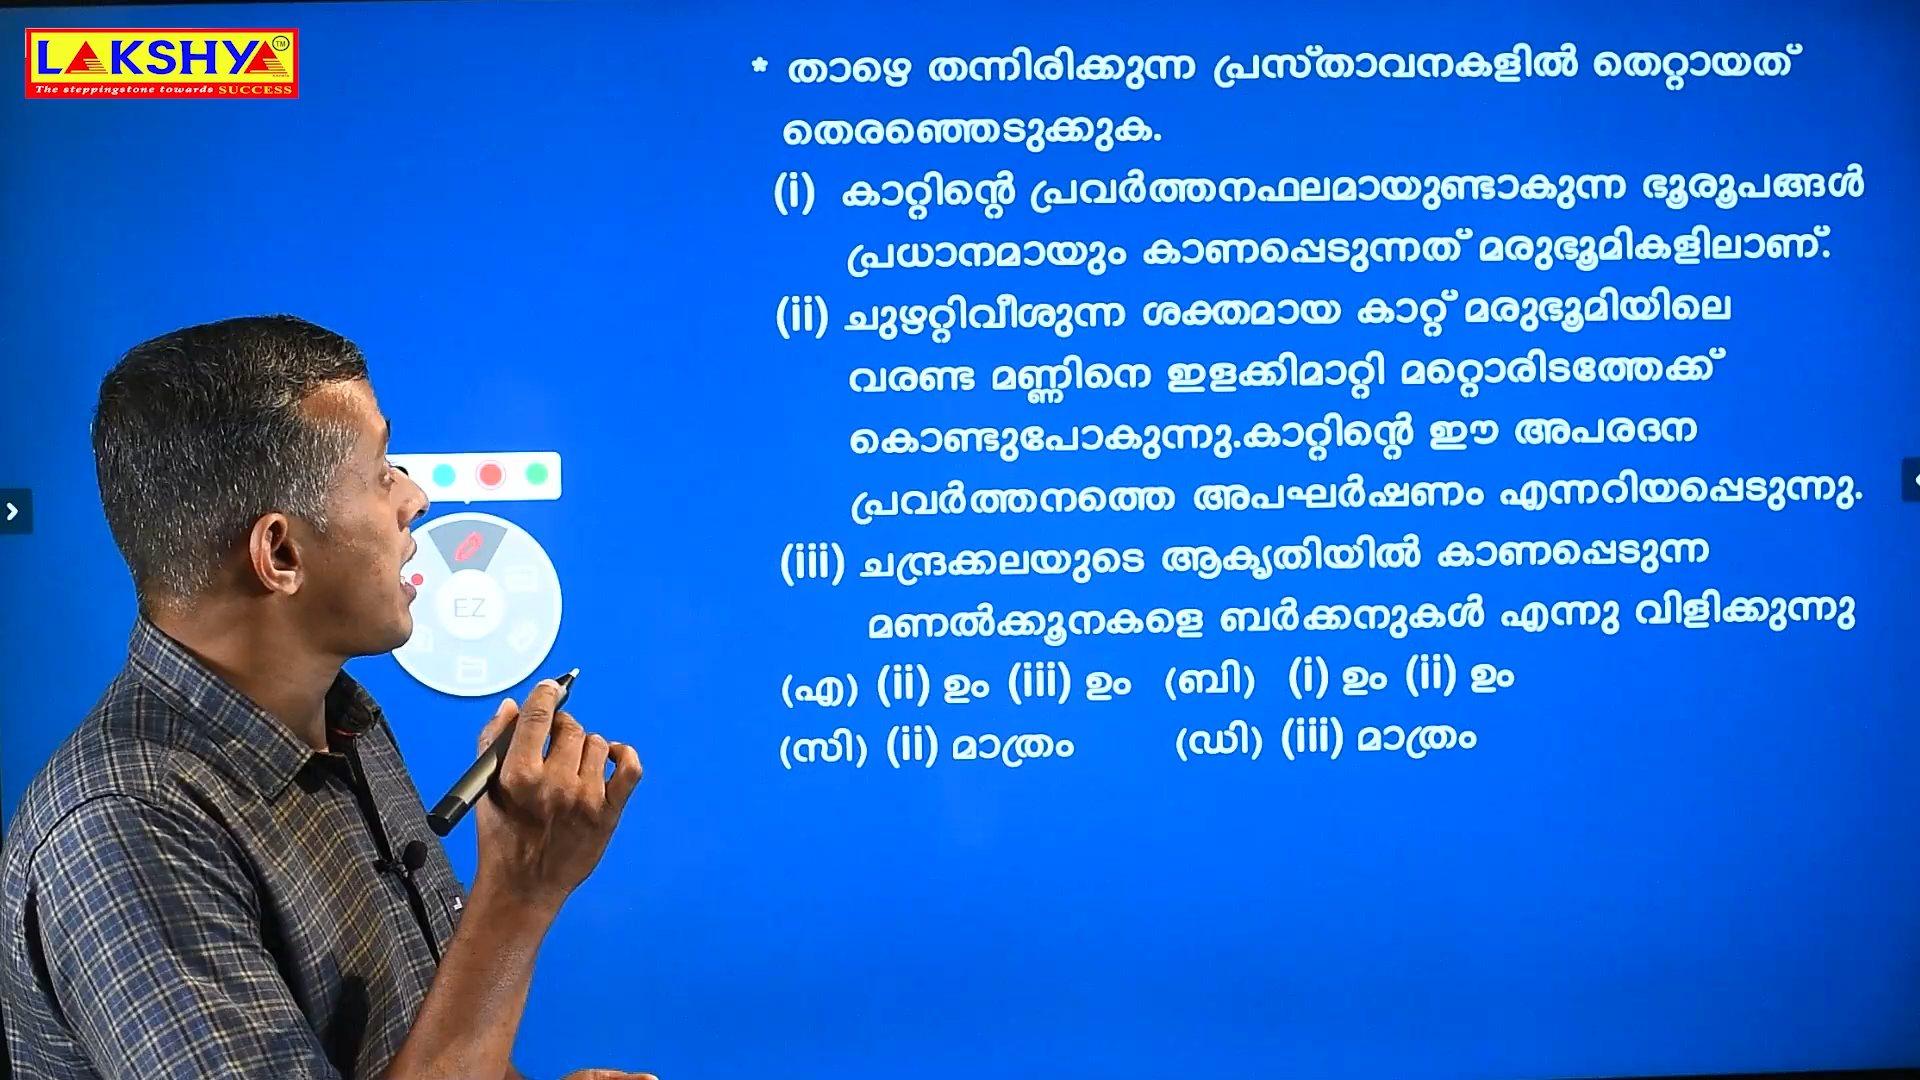 LAKSHYA TM
The steppingstone towards SUCCESS
* താഴെ തന്നിരിക്കുന്ന പ്രസ്താവനകളിൽ തെറ്റായത്
തെരഞ്ഞെടുക്കുക.
(i) കാറ്റിന്റെ പ്രവർത്തനഫലമായുണ്ടാകുന്ന ഭൂരൂപങ്ങൾ
പ്രധാനമായും കാണപ്പെടുന്നത് മരുഭൂമികളിലാണ്.
(ii) ചുഴറ്റിവീശുന്ന ശക്തമായ കാറ്റ് മരുഭൂമിയിലെ
വരണ്ട മണ്ണിനെ ഇളക്കിമാറ്റി മറ്റൊരിടത്തേക്ക്
കൊണ്ടുപോകുന്നു.കാറ്റിന്റെ ഈ അപരദന
പ്രവർത്തനത്തെ അപഘർഷണം എന്നറിയപ്പെടുന്നു.
(iii) ചന്ദ്രക്കലയുടെ ആകൃതിയിൽ കാണപ്പെടുന്ന
മണൽക്കൂനകളെ ബർക്കനുകൾ എന്നു വിളിക്കുന്നു
(എ) (ii) ഉം (iii) ഉം (ബി) (i) ഉം (ii) ഉം
(സി) (ii) മാത്രം (ഡി) (iii) മാത്രം
EZ